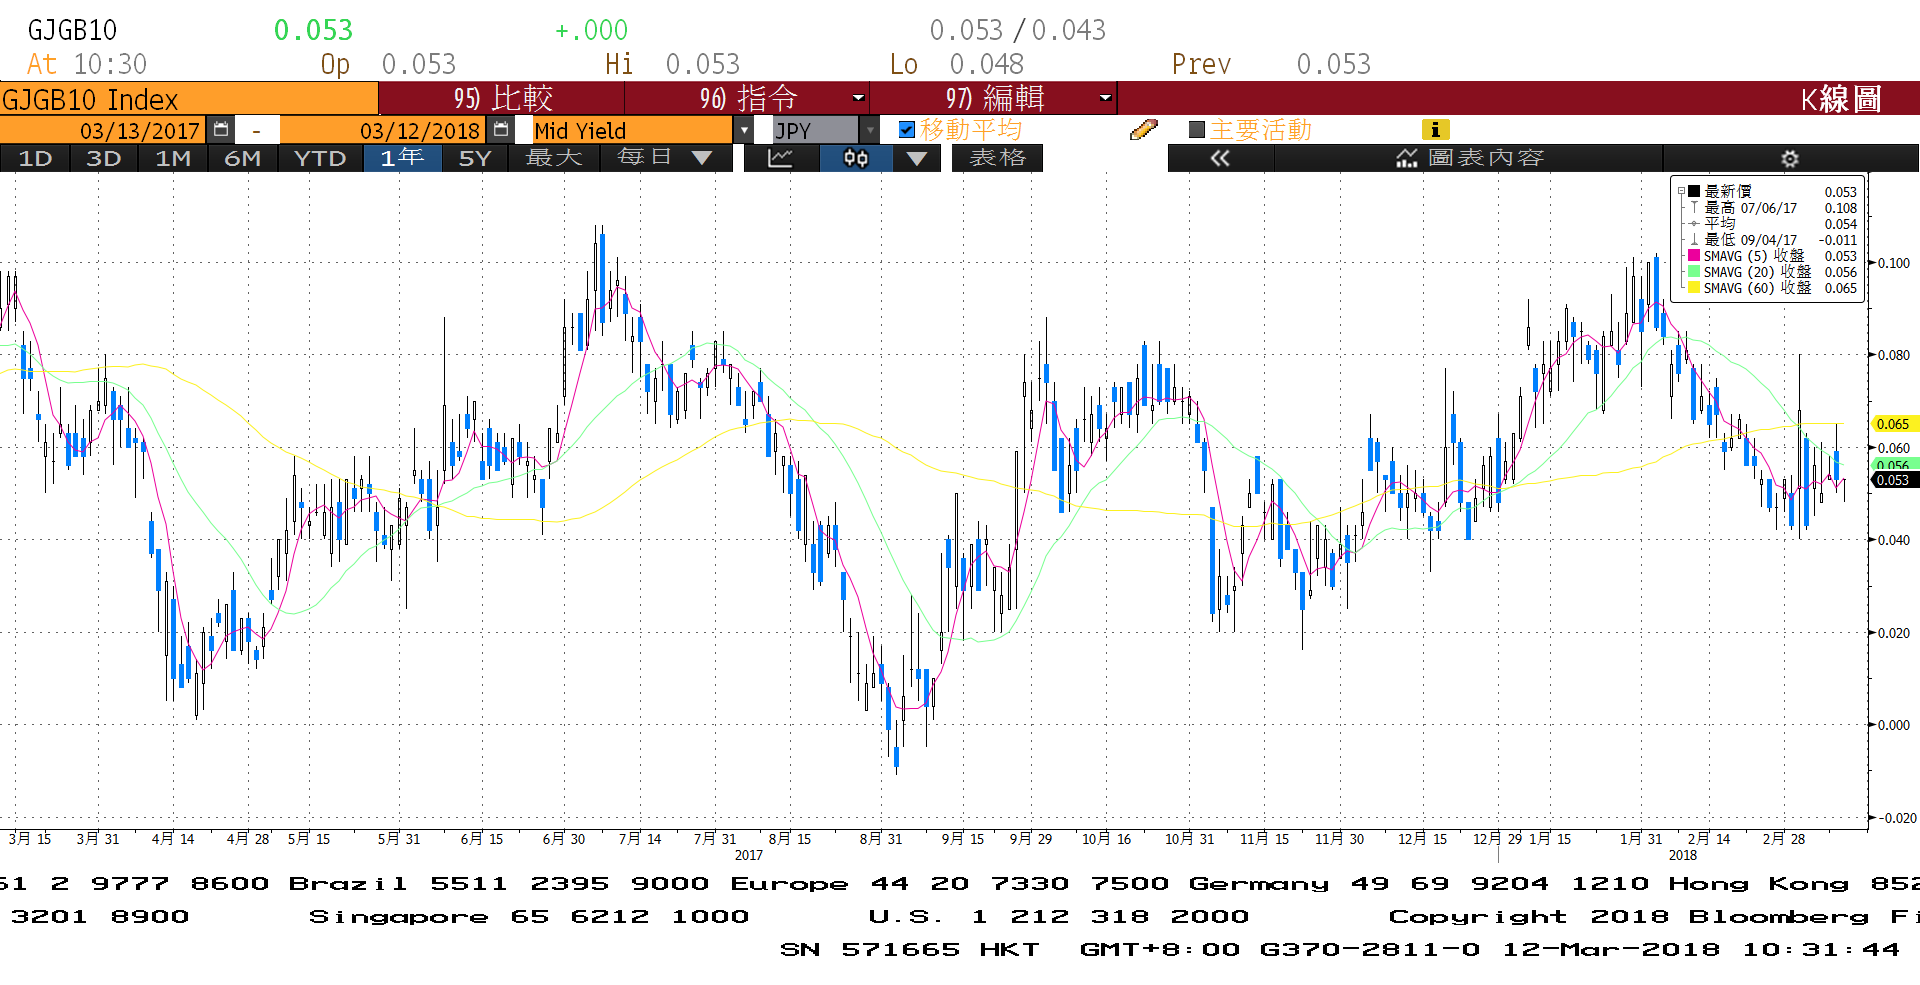 GJGB10 0.053 +.000 0.053 / 0.043
At 10:30 Op 0.053 Hi 0.053 Lo 0.048 Prev 0.053
GJGB10 Index 95) 比較 96) 指令 97) 編輯 K線圖
03/13/2017 - 03/12/2018 Mid Yield JPY 移動平均 主要活動
1D 3D 1M 6M YTD 1年 5Y 最大 每日 表格 圖表內容
最新價 0.053
最高 07/06/17 0.108
平均 0.054
最低 09/04/17 -0.011
SMAVG (5) 收盤 0.053
SMAVG (20) 收盤 0.056
SMAVG (60) 收盤 0.065
0.100
0.080
0.065
0.060
0.056
0.053
0.040
0.020
0.000
-0.020
3月 15 3月 31 4月 14 4月 28 5月 15 5月 31 6月 15 6月 30 7月 14 7月 31 8月 15 8月 31 9月 15 9月 29 10月 16 10月 31 11月 15 11月 30 12月 15 12月 29 1月 15 1月 31 2月 14 2月 28
2017 2018
61 2 9777 8600 Brazil 5511 2395 9000 Europe 44 20 7330 7500 Germany 49 69 9204 1210 Hong Kong 852
3201 8900 Singapore 65 6212 1000 U.S. 1 212 318 2000 Copyright 2018 Bloomberg Fi
SN 571665 HKT GMT+8:00 G370-2811-0 12-Mar-2018 10:31:44